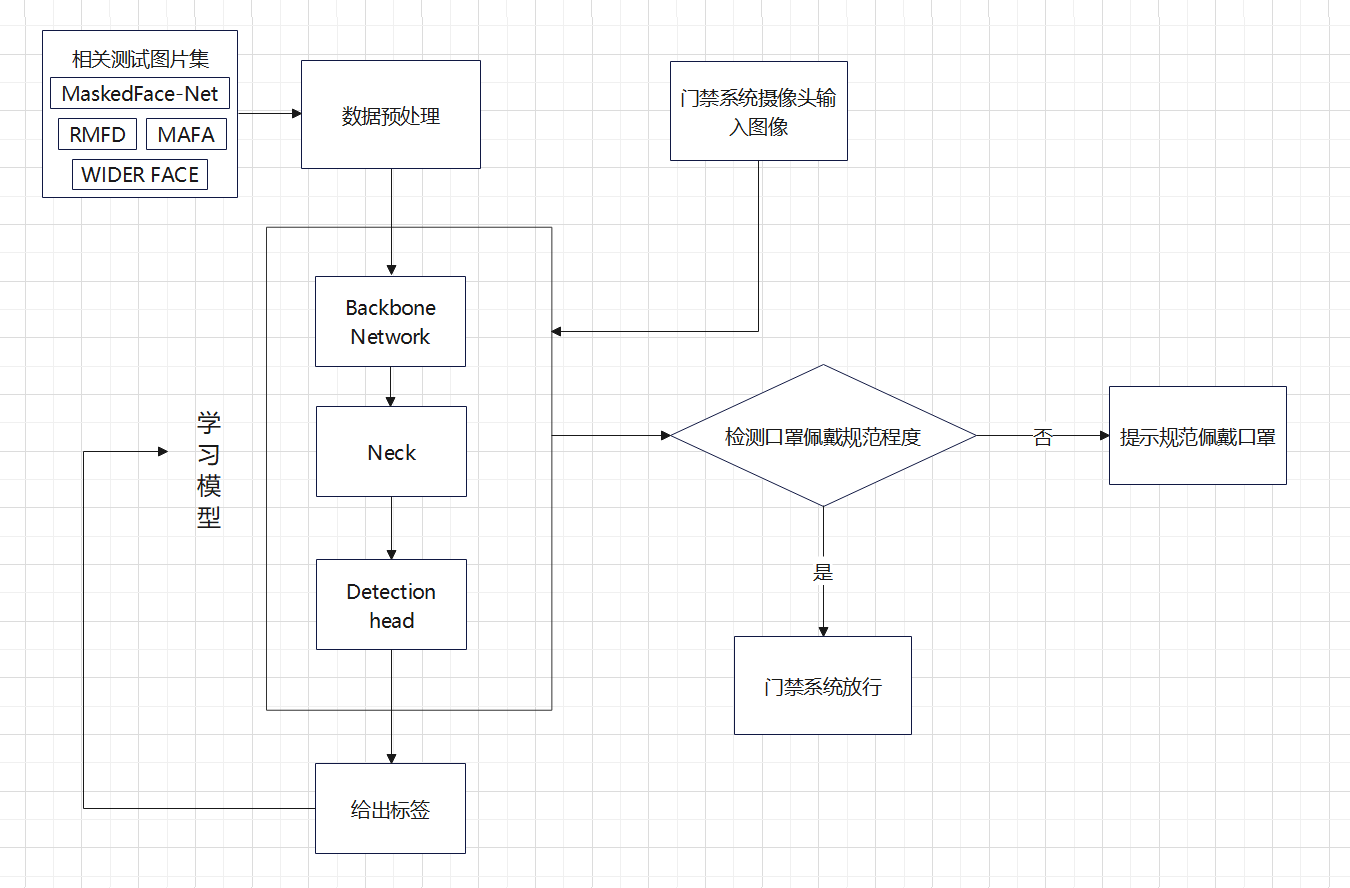 相关测试图片集
MaskedFace-Net
RMFD
MAFA
WIDER FACE
数据预处理
门禁系统摄像头输
入图像
Backbone
Network
Neck
Detection
head
学
习
模
型
给出标签
检测口罩佩戴规范程度
否
提示规范佩戴口罩
是
门禁系统放行